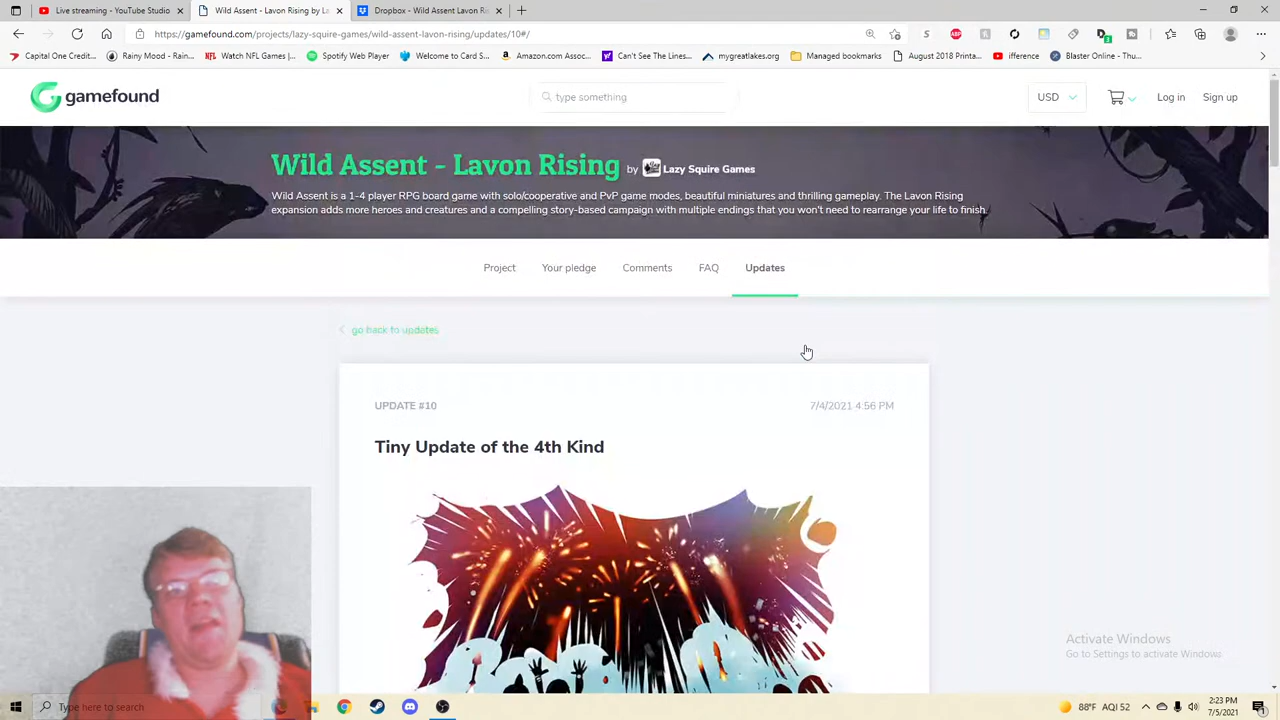 Live streaming - YouTube Studio
Wild Assent - Lavon Rising by La
Dropbox - Wild Assent - Lavon R
https://gamefound.com/projects/lazy-squire-games/wild-assent-lavon-rising/updates/10#/
Capital One Credit...
Rainy Mood - Rain...
Watch NFL Games |...
Spotify Web Player
Welcome to Card S...
Amazon.com Assoc...
Can't See The Lines...
mygreatlakes.org
Managed bookmarks
August 2018 Printa...
ifference
Blaster Online - Thu...
gamefound
type something
USD
Log in
Sign up
Wild Assent - Lavon Rising by Lazy Squire Games
Wild Assent is a 1-4 player RPG board game with solo/cooperative and PvP game modes, beautiful miniatures and thrilling gameplay. The Lavon Rising
expansion adds more heroes and creatures and a compelling story-based campaign with multiple endings that you won't need to rearrange your life to finish.
Project
Your pledge
Comments
FAQ
Updates
go back to updates
UPDATE #10
7/4/2021 4:56 PM
Tiny Update of the 4th Kind
Activate Windows
Go to Settings to activate Windows.
Type here to search
88°F AQI 52
2:23 PM
7/5/2021